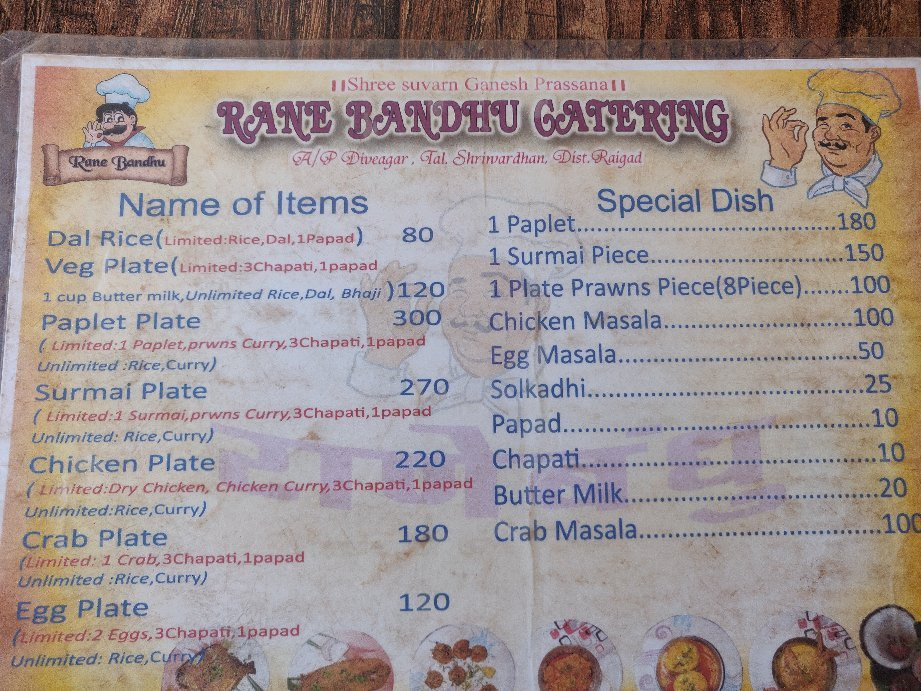 ॥Shree suvarn Ganesh Prassana॥
RANE BANDHU CATERING
Rane Bandhu
A/P Diveagar , Tal. Shriwardhan, Dist.Raigad
Name of Items
Dal Rice(Limited:Rice,Dal,1Papad) 80
Veg Plate(Limited:3Chapati,1papad
1 cup Butter milk,Unlimited Rice,Dal, Bhaji )120
Paplet Plate 300
( Limited:1 Paplet,prwns Curry,3Chapati,1papad
Unlimited :Rice,Curry)
Surmai Plate 270
( Limited:1 Surmai,prwns Curry,3Chapati,1papad
Unlimited: Rice,Curry)
Chicken Plate 220
( Limited:Dry Chicken, Chicken Curry,3Chapati,1papad
Unlimited:Rice,Curry)
Crab Plate 180
(Limited: 1 Crab,3Chapati,1papad
Unlimited :Rice,Curry)
Egg Plate 120
(Limited:2 Eggs,3Chapati,1papad
Unlimited: Rice,Curry)
Special Dish
1 Paplet....................................180
1 Surmai Piece...........................150
1 Plate Prawns Piece(8Piece).......100
Chicken Masala..........................100
Egg Masala.................................50
Solkadhi......................................25
Papad..........................................10
Chapati........................................10
Butter Milk...................................20
Crab Masala.................................100